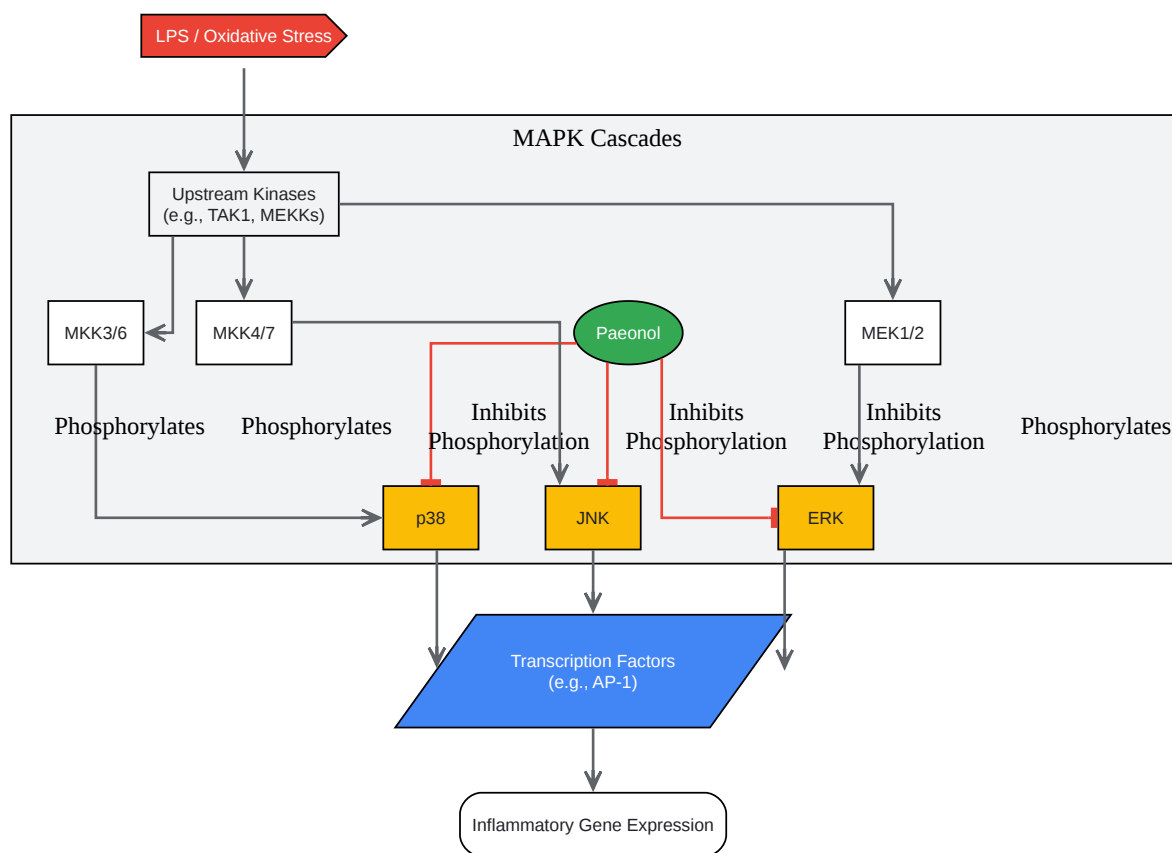 LPS / Oxidative Stress
MAPK Cascades
Upstream Kinases
(e.g., TAK1, MEKKs)
MKK3/6
MKK4/7
Paeonol
MEK1/2
Phosphorylates
Phosphorylates
Inhibits
Phosphorylation
Inhibits
Phosphorylation
Inhibits
Phosphorylation
Phosphorylates
p38
JNK
ERK
Transcription Factors
(e.g., AP-1)
Inflammatory Gene Expression